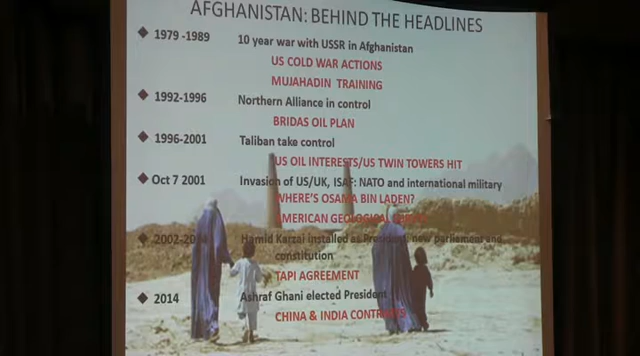 AFGHANISTAN: BEHIND THE HEADLINES
◆ 1979 -1989 10 year war with USSR in Afghanistan
US COLD WAR ACTIONS
MUJAHADIN TRAINING
◆ 1992-1996 Northern Alliance in control
BRIDAS OIL PLAN
◆ 1996-2001 Taliban take control
US OIL INTERESTS/US TWIN TOWERS HIT
◆ Oct 7 2001 Invasion of US/UK, ISAF: NATO and international military
WHERE'S OSAMA BIN LADEN?
AMERICAN GEOLOGICAL
◆ Hamid Karzai installed as President, new parliament and
constitution
TAPI AGREEMENT
◆ 2014 Ashraf Ghani elected President
CHINA & INDIA CONTRACTS